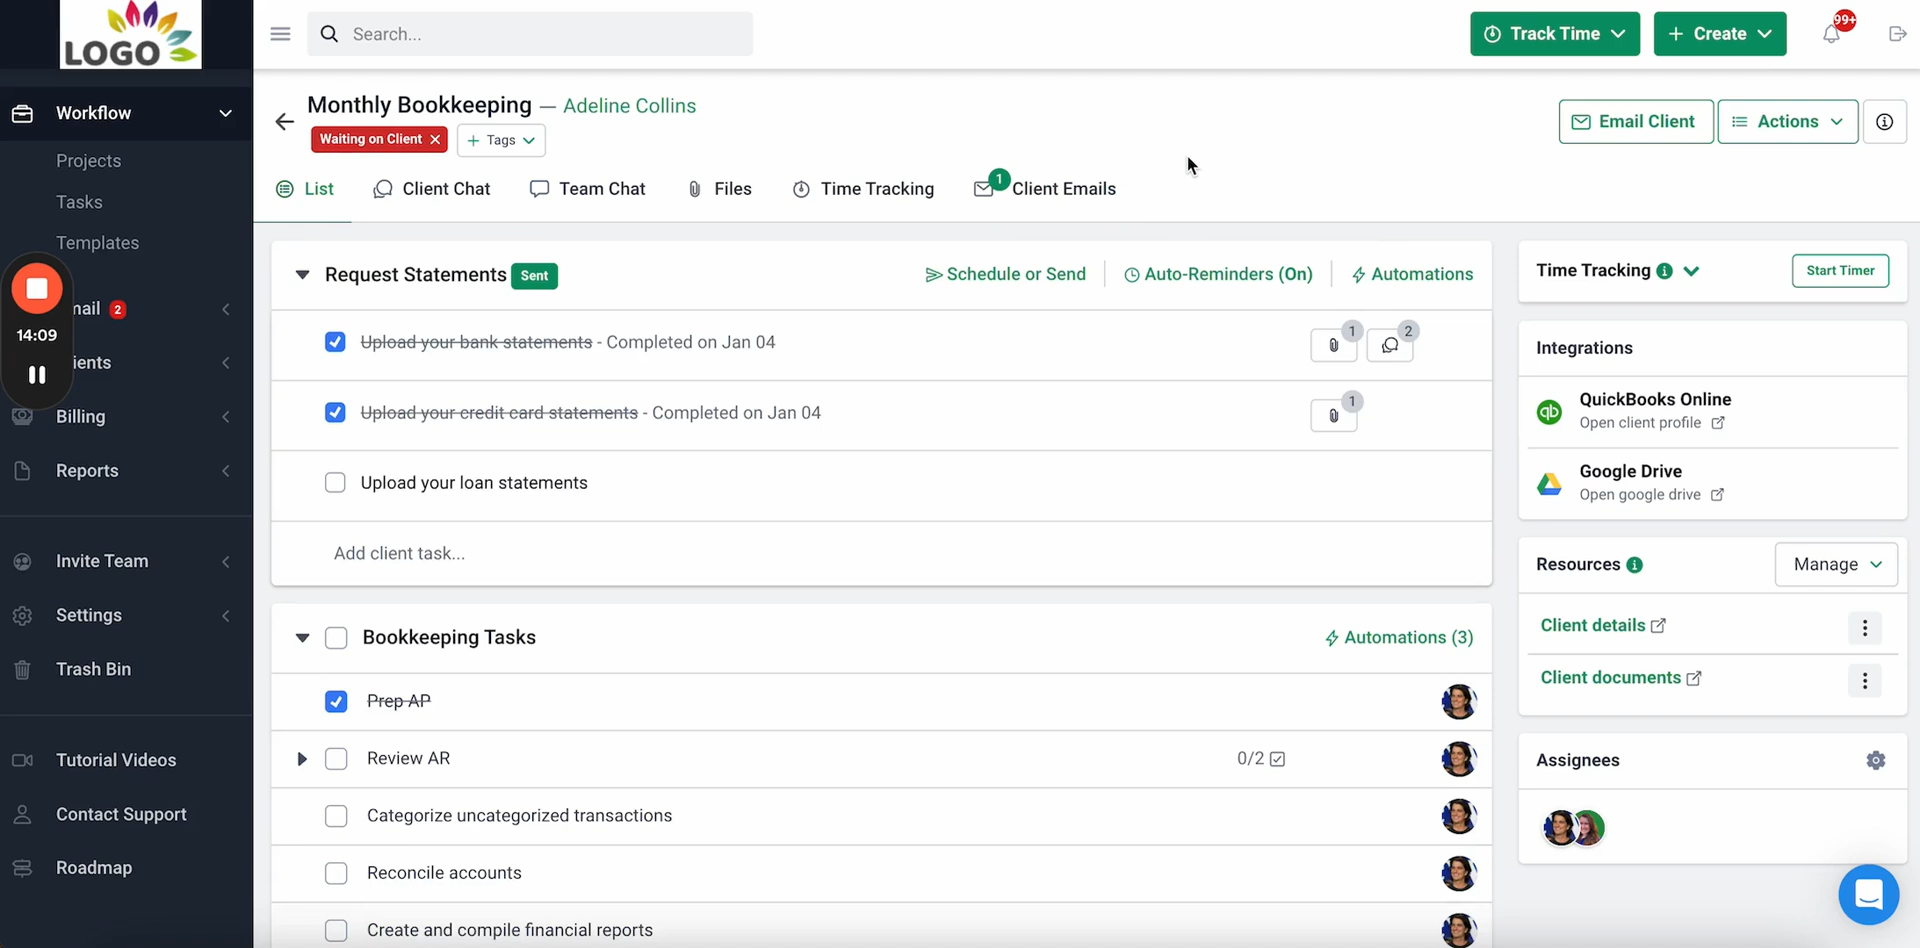 LOGO
Search...
Track Time
+ Create
99+
Workflow
Projects
Tasks
Templates
14:09
mail 2
ients
Billing
Reports
Invite Team
Settings
Trash Bin
Tutorial Videos
Contact Support
Roadmap
Monthly Bookkeeping — Adeline Collins
Waiting on Client ×
+ Tags
Email Client
Actions
List
Client Chat
Team Chat
Files
Time Tracking
1
Client Emails
Request Statements Sent
Schedule or Send
Auto-Reminders (On)
Automations
Upload your bank statements - Completed on Jan 04
1
2
Upload your credit card statements - Completed on Jan 04
1
Upload your loan statements
Add client task...
Bookkeeping Tasks
Automations (3)
Prep AP
Review AR
0/2
Categorize uncategorized transactions
Reconcile accounts
Create and compile financial reports
Time Tracking
Start Timer
Integrations
QuickBooks Online
qb
Open client profile
Google Drive
Open google drive
Resources
Manage
Client details
Client documents
Assignees